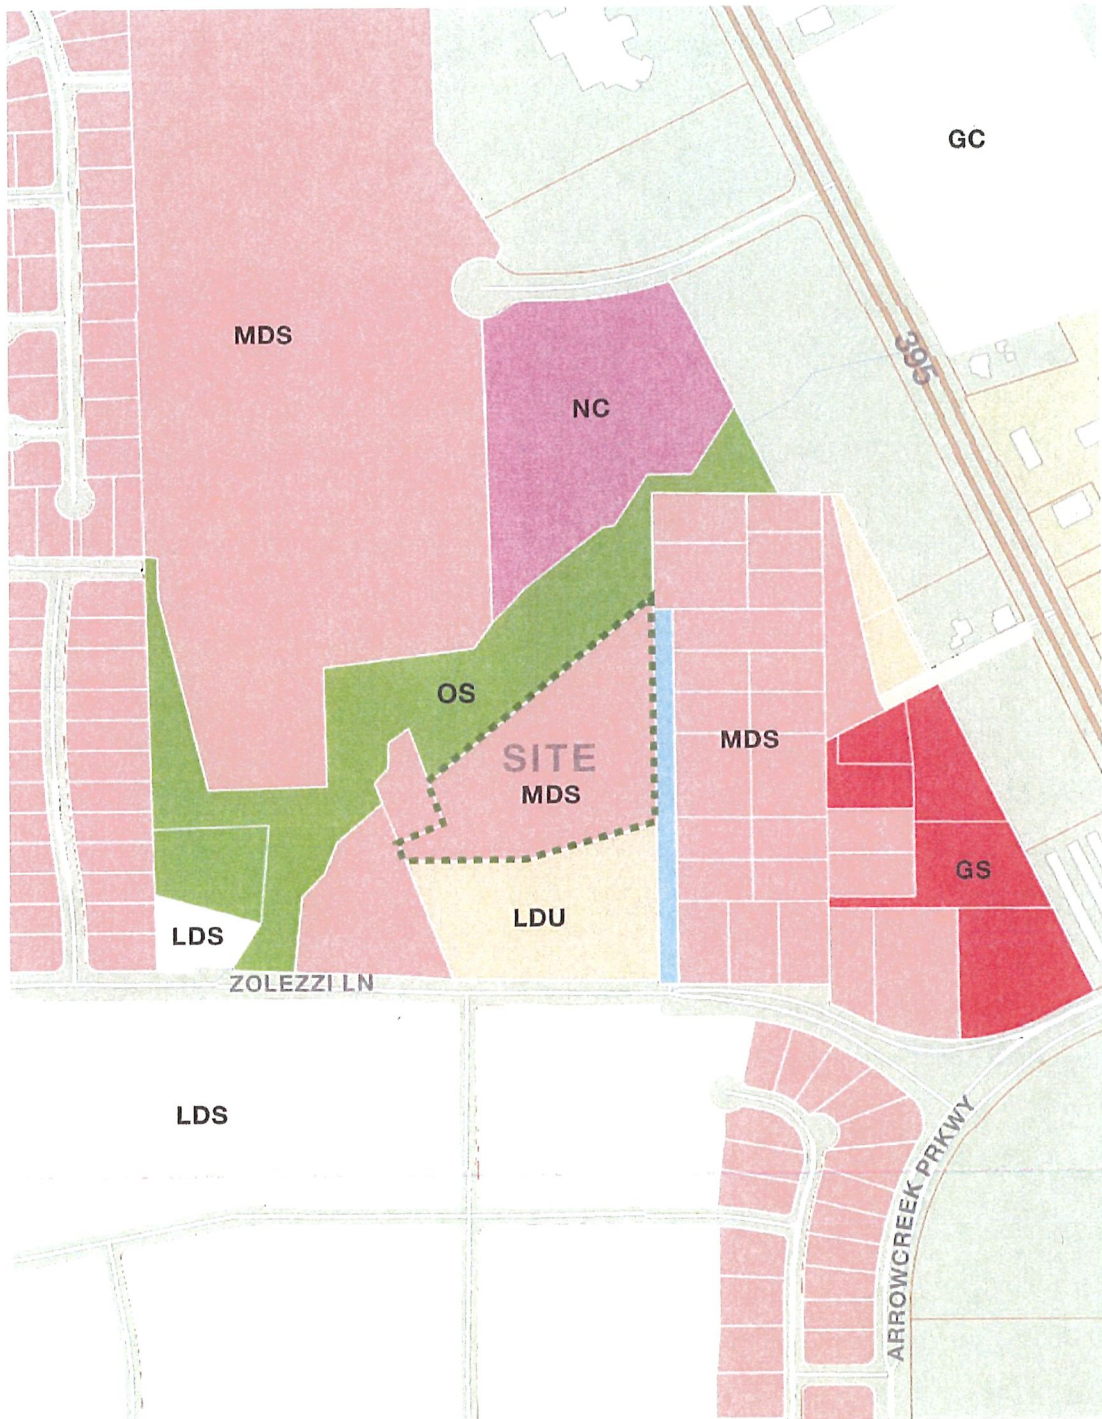 GC
MDS
395
NC
OS
SITE
MDS
MDS
GS
LDU
LDS
ZOLEZZI LN
LDS
ARROWCREEK PRKWY